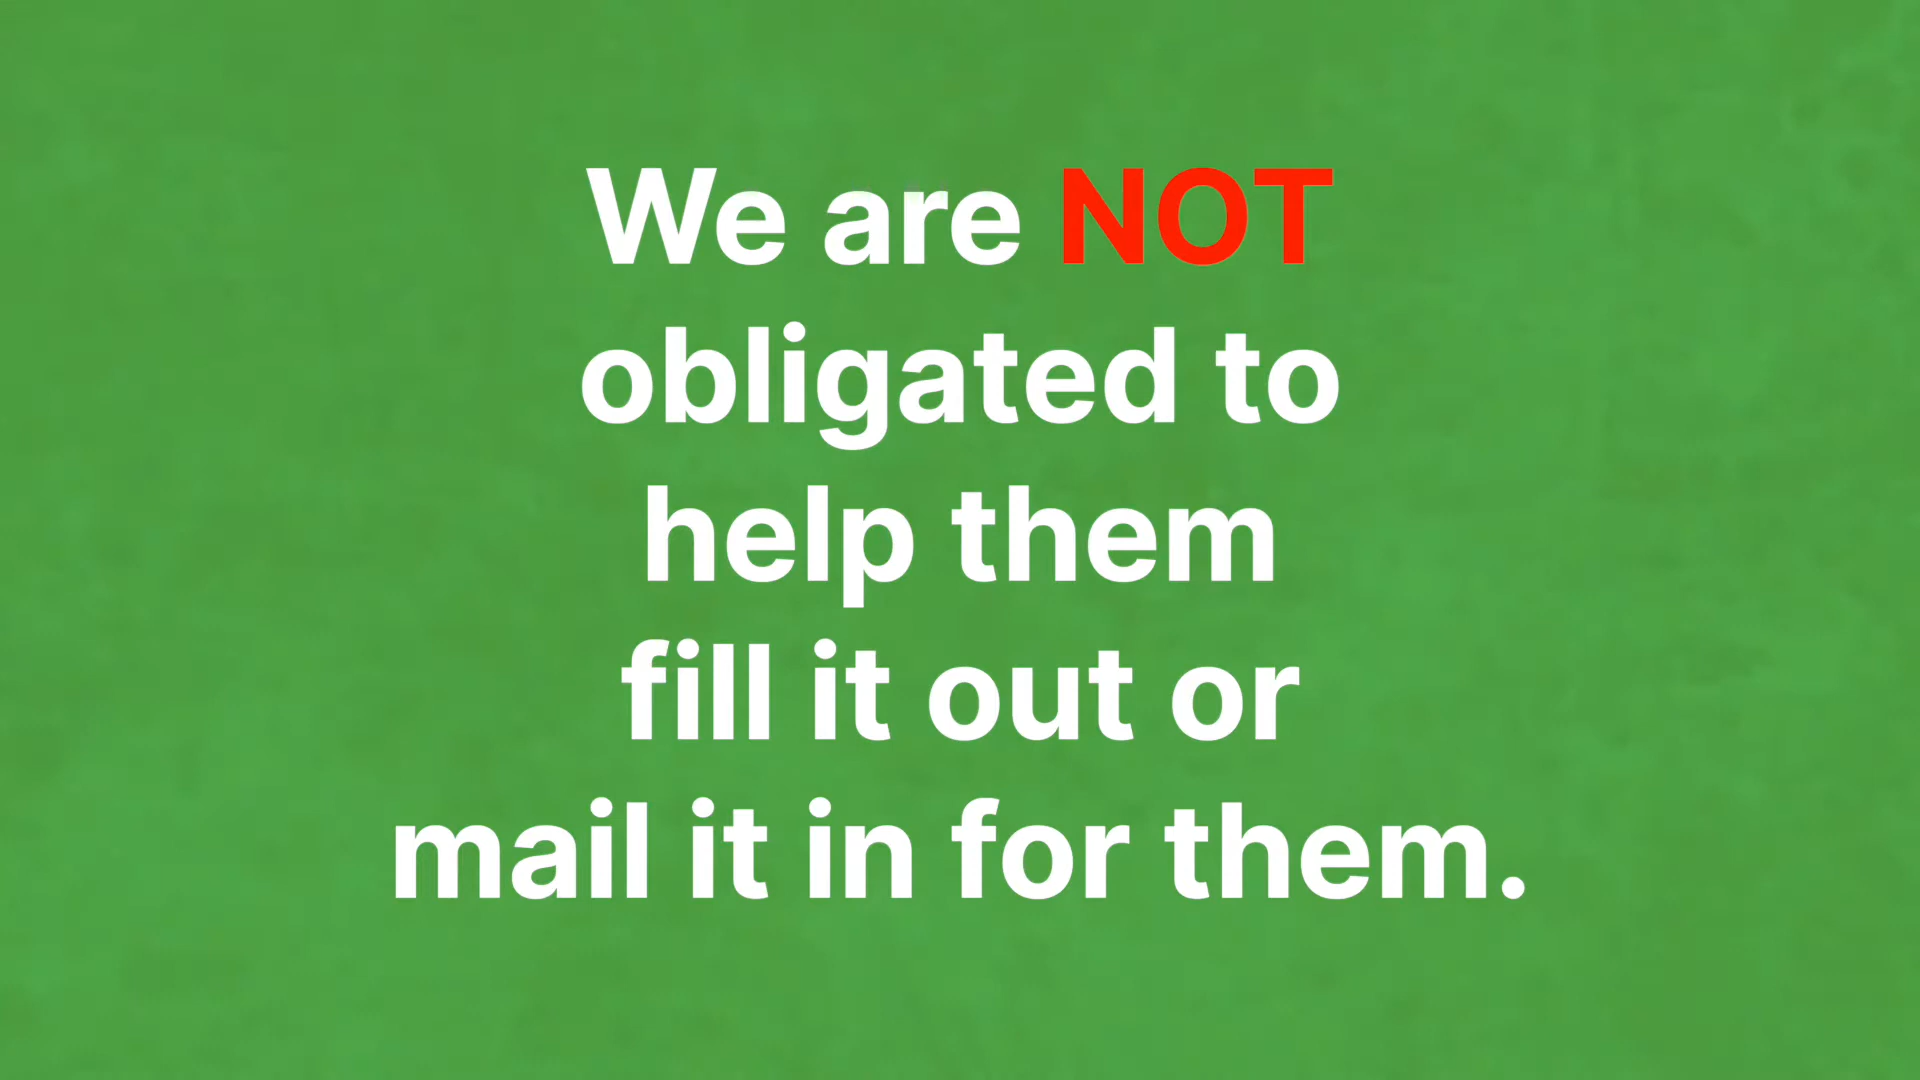 We are NOT
obligated to
help them
fill it out or
mail it in for them.